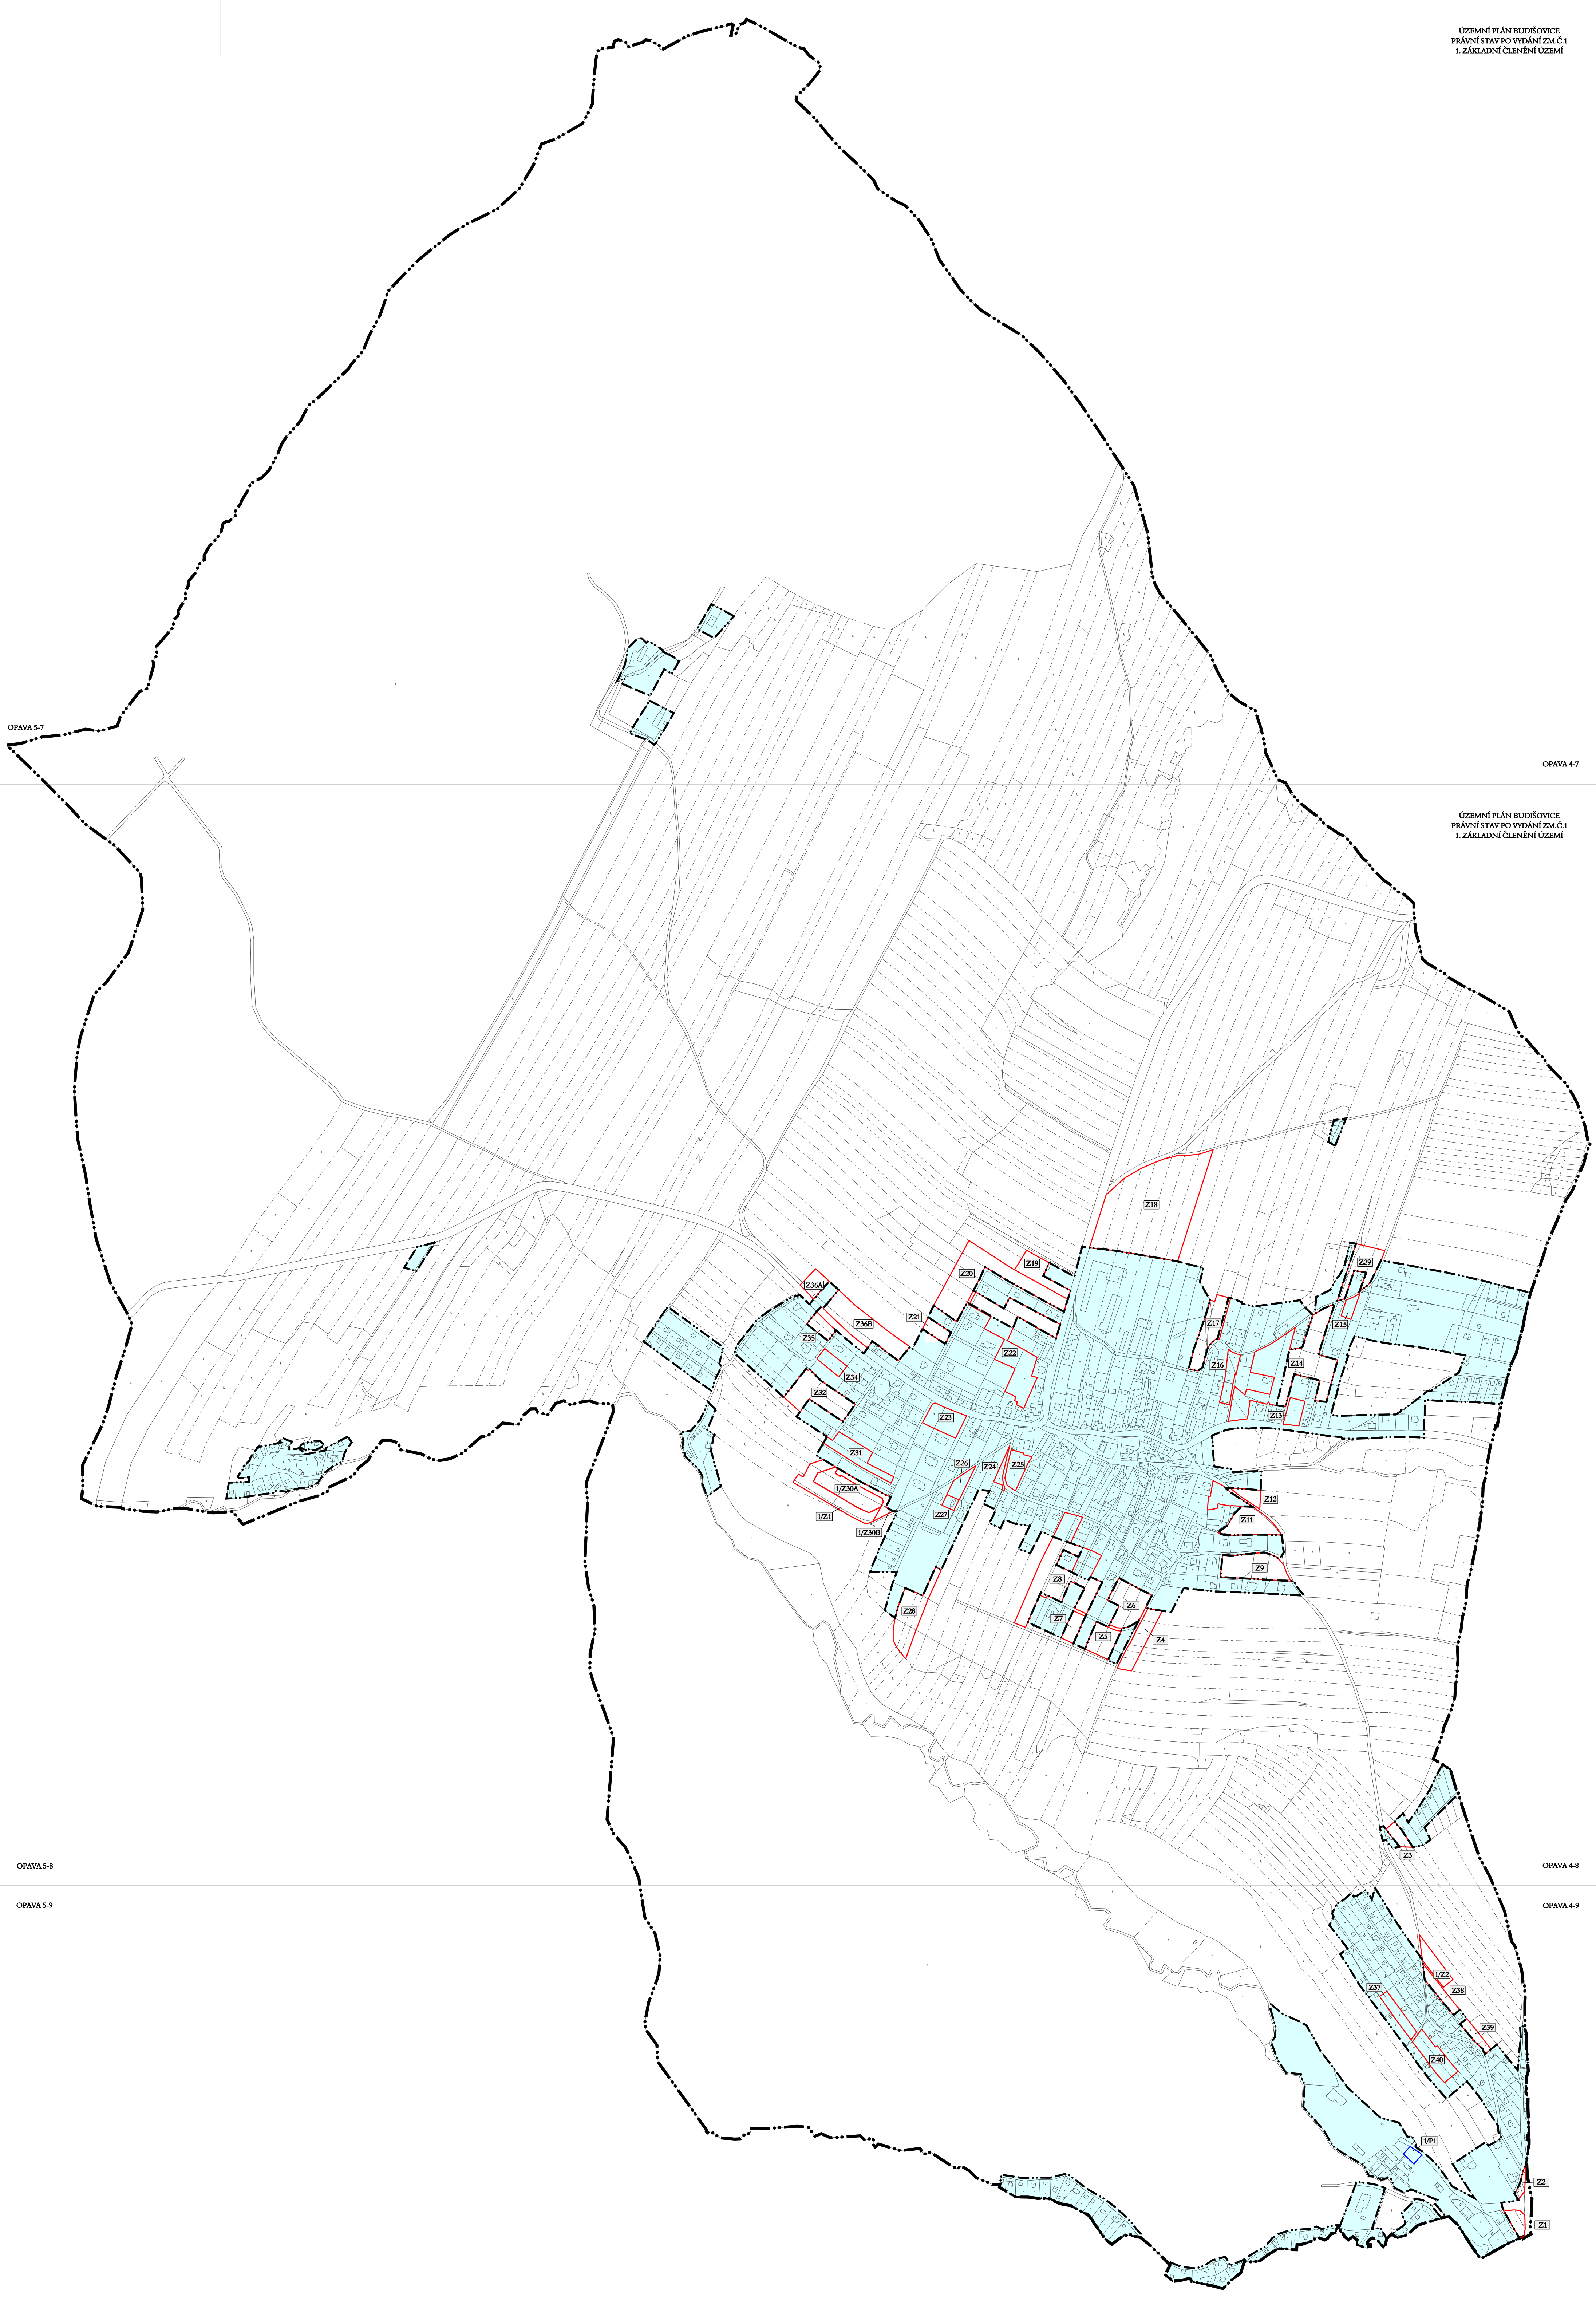 ÚZEMNÍ PLÁN BUDIŠOVICE
PRÁVNÍ STAV PO VYDÁNÍ ZM.Č.1
1. ZÁKLADNÍ ČLENĚNÍ ÚZEMÍ
OPAVA 5-7
OPAVA 4-7
ÚZEMNÍ PLÁN BUDIŠOVICE
PRÁVNÍ STAV PO VYDÁNÍ ZM.Č.1
1. ZÁKLADNÍ ČLENĚNÍ ÚZEMÍ
Z18
Z19
Z29
Z20
Z36A
Z21
Z36B
Z17
Z15
Z35
Z22
Z16
Z14
Z34
Z32
Z23
Z13
Z31
Z26
Z24
Z25
1/Z30A
Z12
Z27
1/Z1
Z11
1/Z30B
Z9
Z8
Z6
Z28
Z7
Z5
Z4
Z3
OPAVA 5-8
OPAVA 4-8
OPAVA 5-9
OPAVA 4-9
1/Z2
Z37
Z38
Z39
Z40
1/P1
Z2
Z1